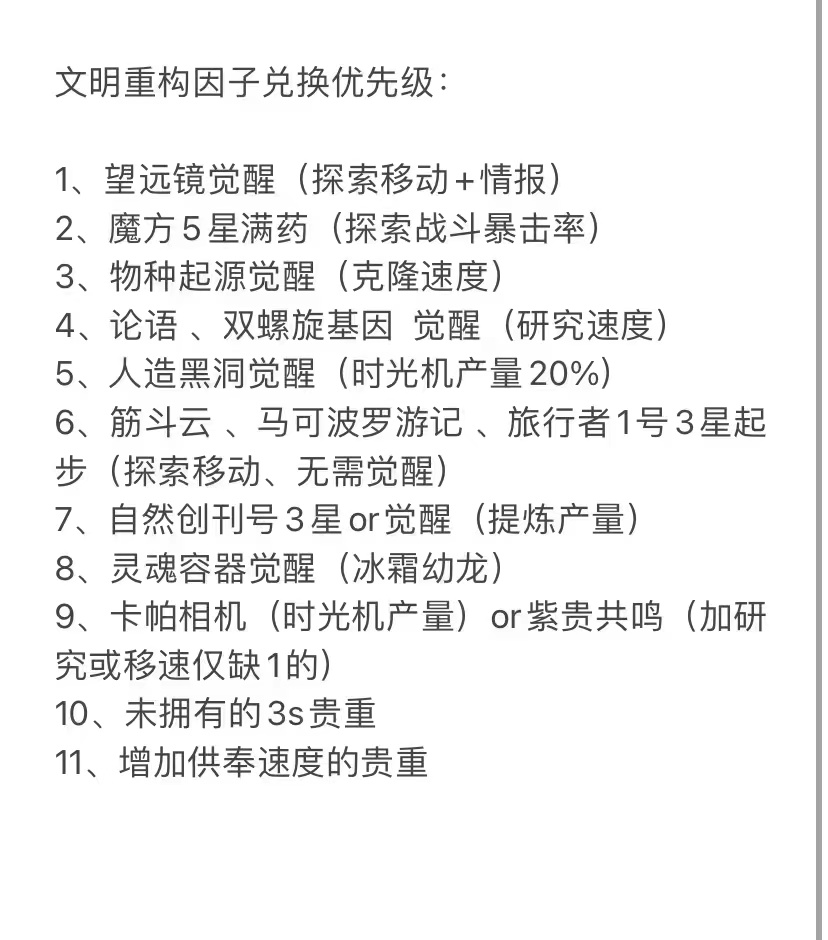 文明重构因子兑换优先级：
1、望远镜觉醒（探索移动+情报）
2、魔方5星满药（探索战斗暴击率）
3、物种起源觉醒（克隆速度）
4、论语 、双螺旋基因 觉醒（研究速度）
5、人造黑洞觉醒（时光机产量20%）
6、筋斗云 、马可波罗游记 、旅行者1号3星起
步（探索移动、无需觉醒）
7、自然创刊号3星or觉醒（提炼产量）
8、灵魂容器觉醒（冰霜幼龙）
9、卡帕相机（时光机产量）or紫贵共鸣（加研
究或移速仅缺1的）
10、未拥有的3s贵重
11、增加供奉速度的贵重